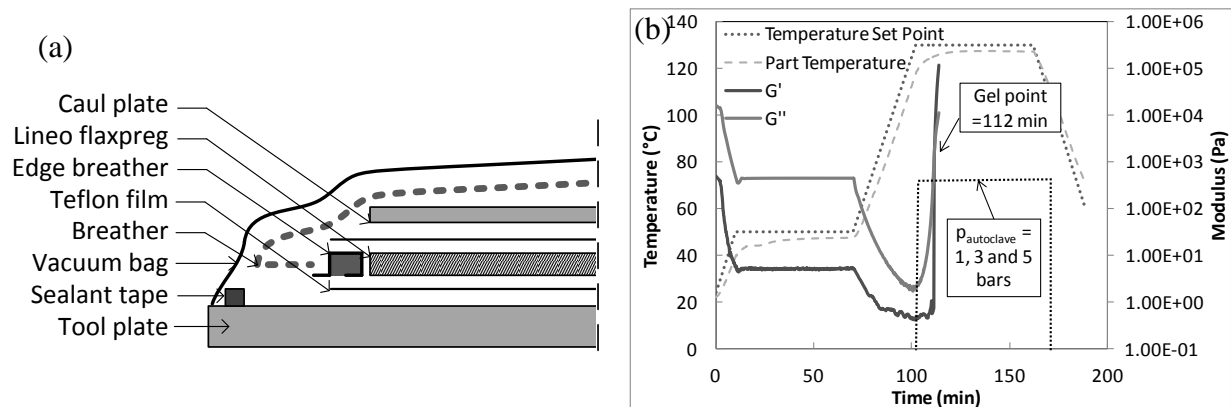 (a)
Caul plate
Lineo flaxpreg
Edge breather
Teflon film
Breather
Vacuum bag
Sealant tape
Tool plate
(b)
140
120
100
80
60
40
20
0
Temperature (°C)
Temperature Set Point
Part Temperature
G'
G''
Gel point
=112 min
p autoclave =
1, 3 and 5
bars
1.00E+06
1.00E+05
1.00E+04
1.00E+03
1.00E+02
1.00E+01
1.00E+00
1.00E-01
Modulus (Pa)
0
50
100
150
200
Time (min)